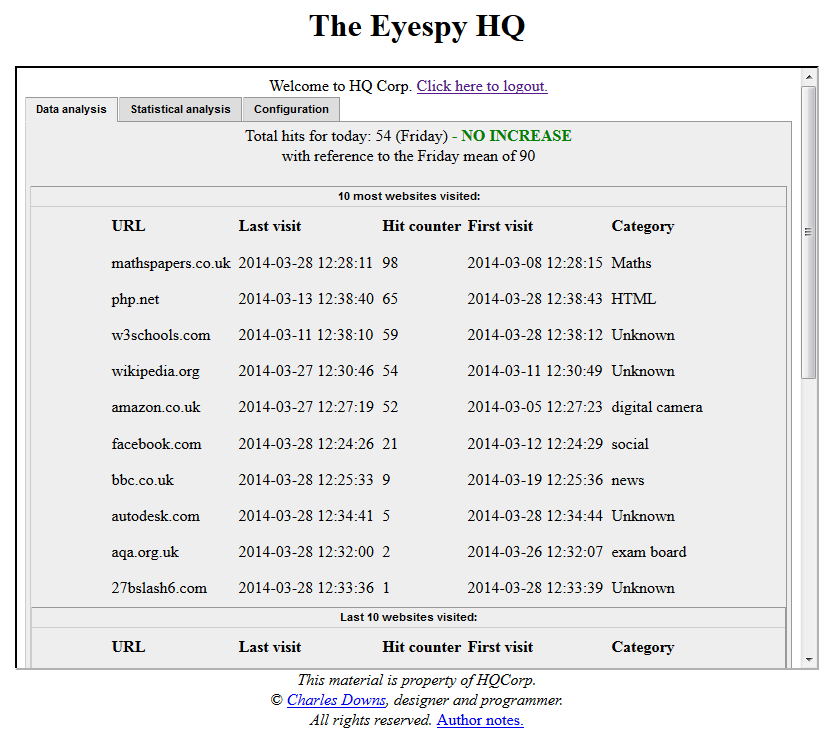 The Eyespy HQ
Welcome to HQ Corp. Click here to logout.
Data analysis Statistical analysis Configuration
Total hits for today: 54 (Friday) - NO INCREASE
with reference to the Friday mean of 90
10 most websites visited:
URL Last visit Hit counter First visit Category
mathspapers.co.uk 2014-03-28 12:28:11 98 2014-03-08 12:28:15 Maths
php.net 2014-03-13 12:38:40 65 2014-03-28 12:38:43 HTML
w3schools.com 2014-03-11 12:38:10 59 2014-03-28 12:38:12 Unknown
wikipedia.org 2014-03-27 12:30:46 54 2014-03-11 12:30:49 Unknown
amazon.co.uk 2014-03-27 12:27:19 52 2014-03-05 12:27:23 digital camera
facebook.com 2014-03-28 12:24:26 21 2014-03-12 12:24:29 social
bbc.co.uk 2014-03-28 12:25:33 9 2014-03-19 12:25:36 news
autodesk.com 2014-03-28 12:34:41 5 2014-03-28 12:34:44 Unknown
aqa.org.uk 2014-03-28 12:32:00 2 2014-03-26 12:32:07 exam board
27bslash6.com 2014-03-28 12:33:36 1 2014-03-28 12:33:39 Unknown
Last 10 websites visited:
URL Last visit Hit counter First visit Category
This material is property of HQCorp.
© Charles Downs, designer and programmer.
All rights reserved. Author notes.